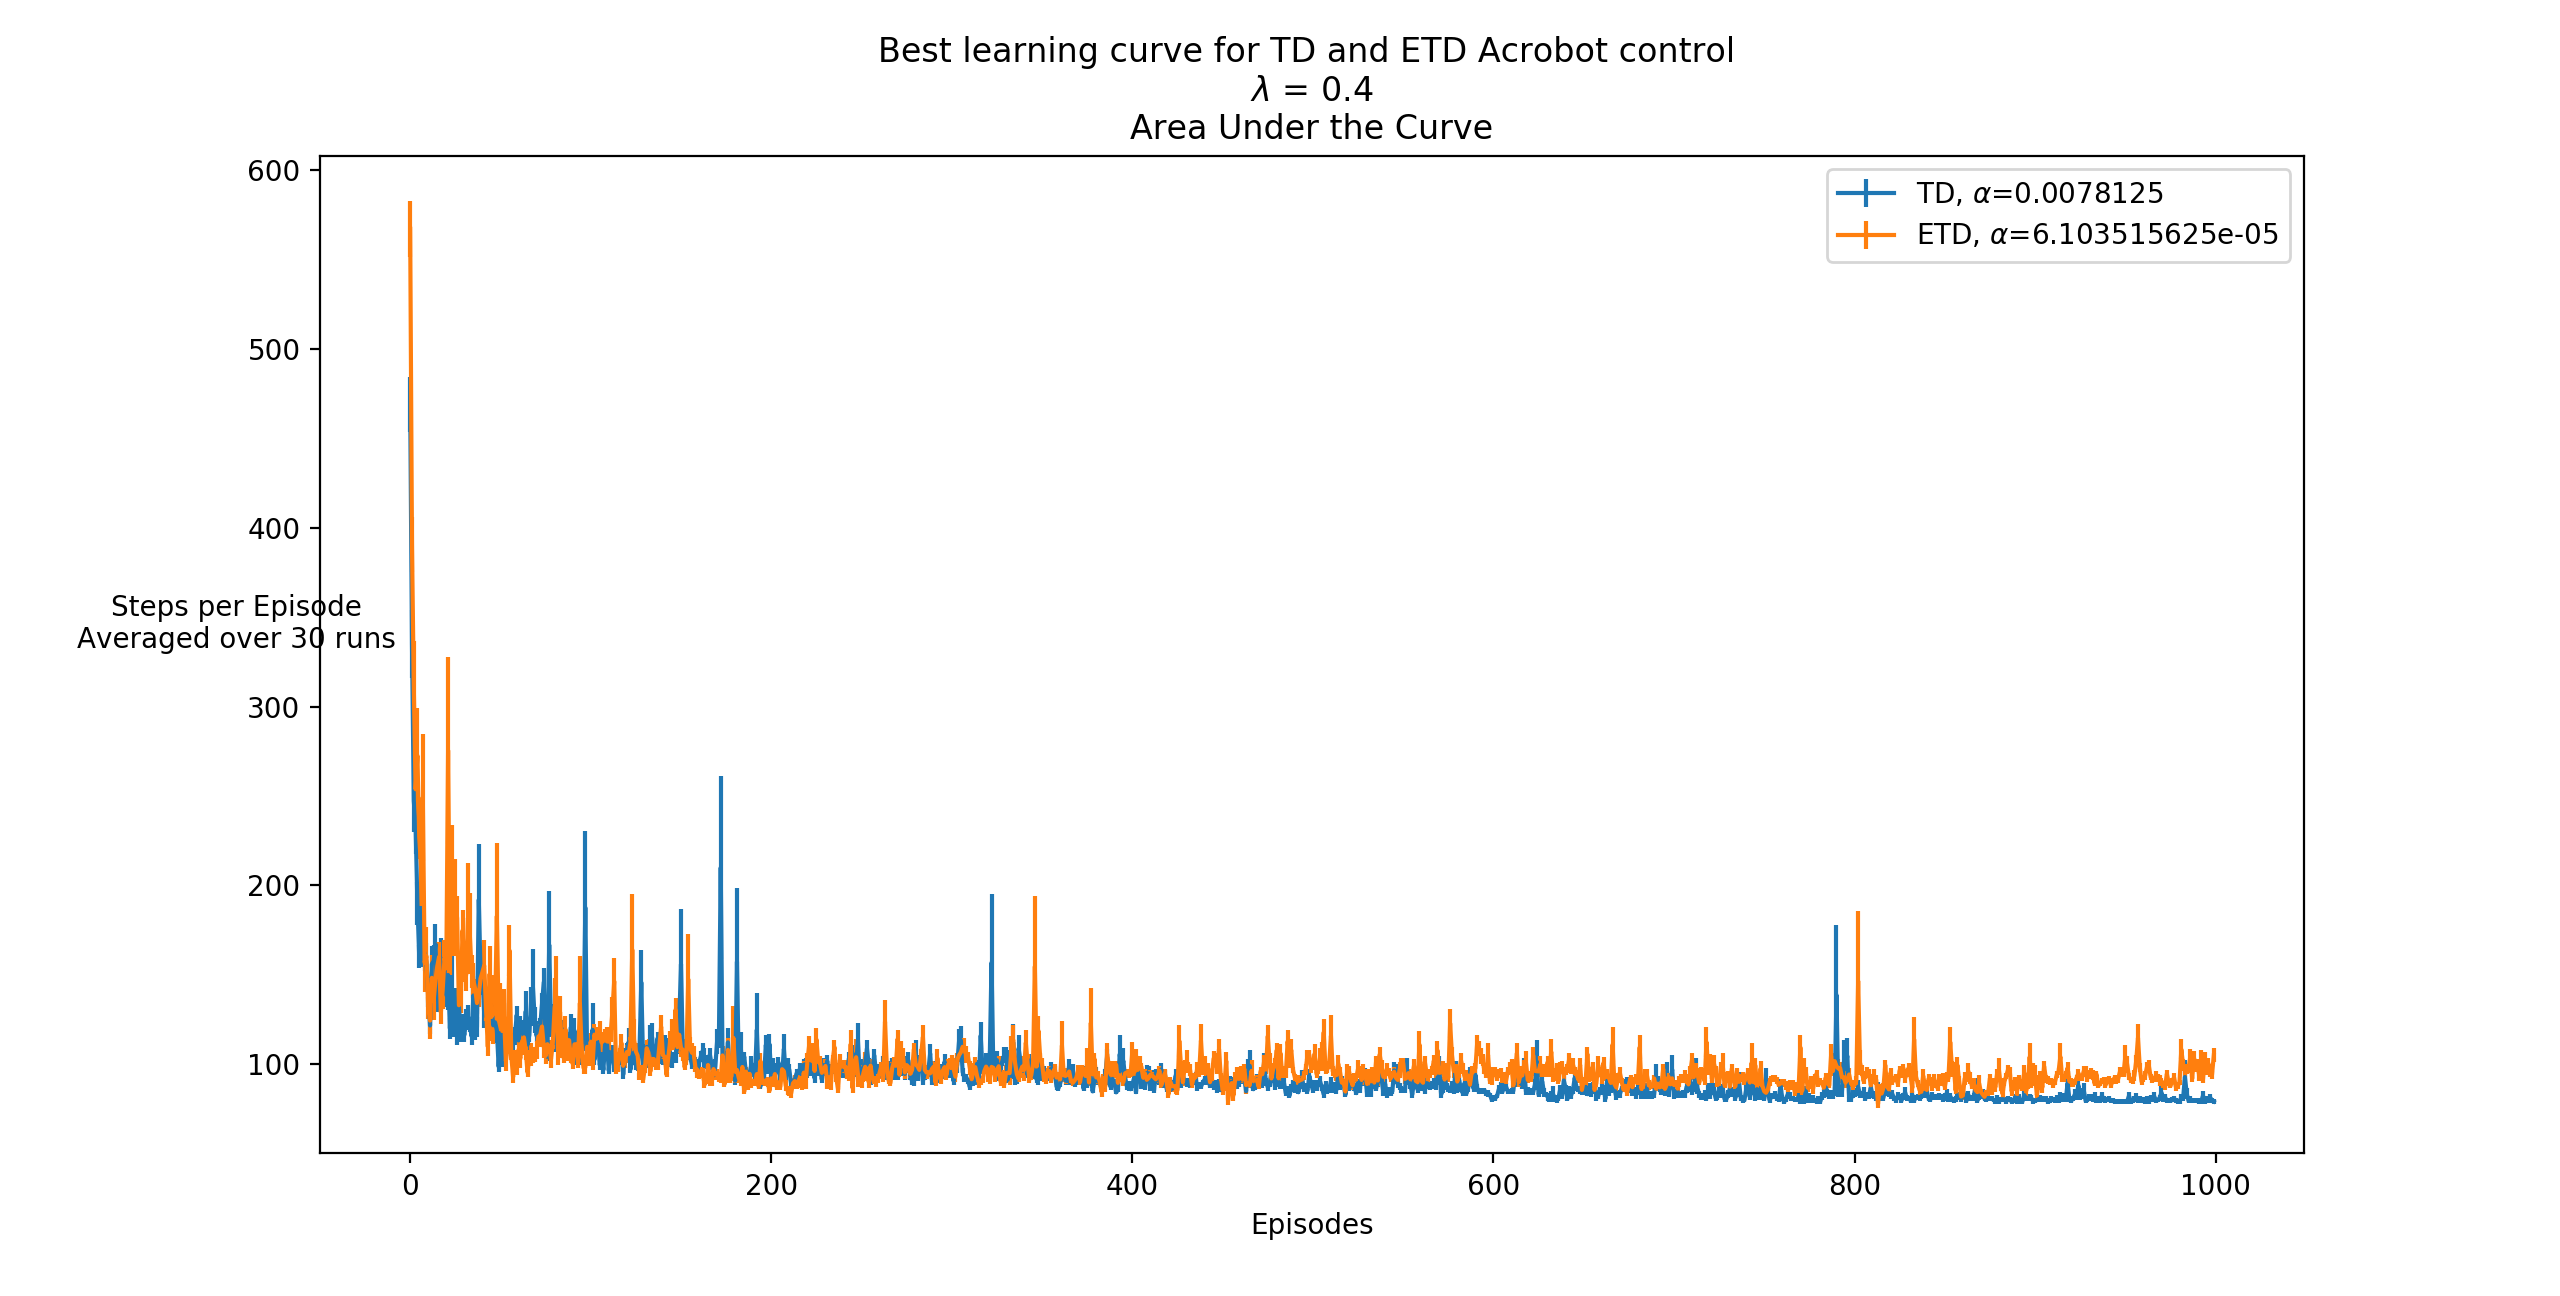 Best learning curve for TD and ETD Acrobot control
λ = 0.4
Area Under the Curve
600
500
400
300
200
100
Steps per Episode
Averaged over 30 runs
TD, α=0.0078125
ETD, α=6.103515625e-05
0 200 400 600 800 1000
Episodes